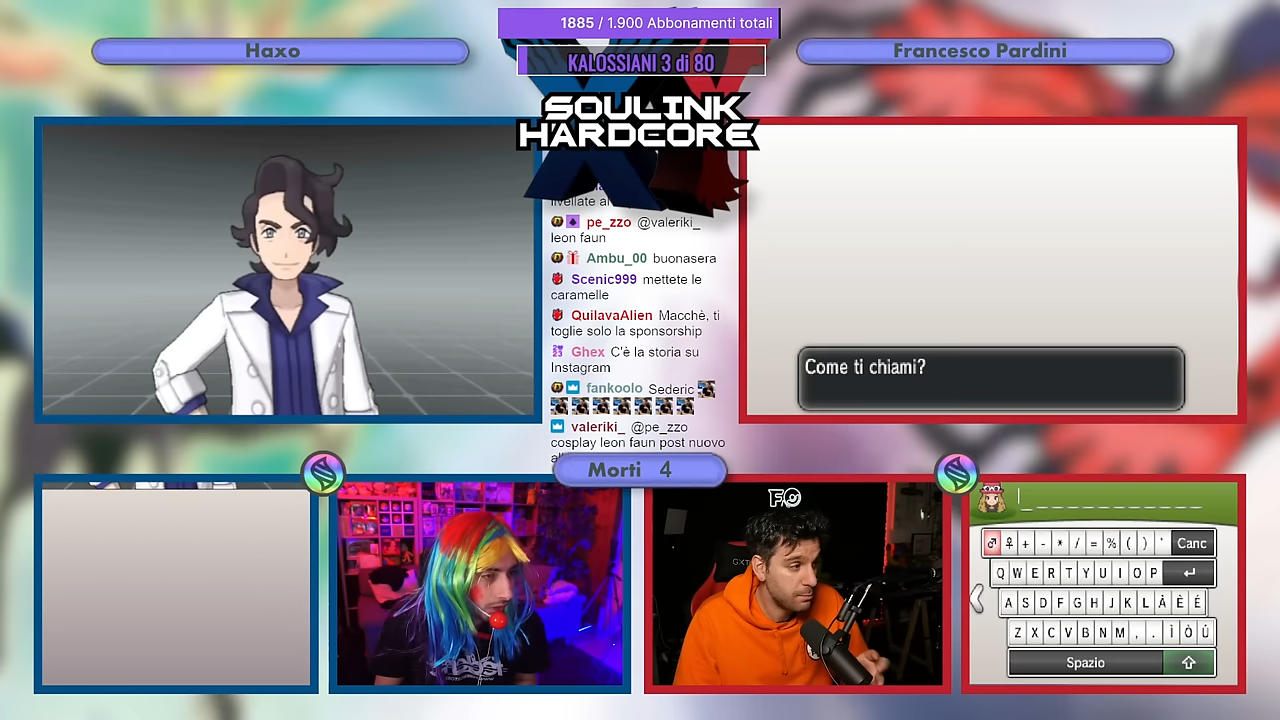 1885 / 1.900 Abbonamenti totali
Haxo
KALOSSIANI 3 di 80
Francesco Pardini
SOULINK
HARDCORE
livellate al
pe_zzo @valeriki_
leon faun
Ambu_00 buonasera
Scenic999 mettete le
caramelle
QuilavaAlien Macchè, ti
toglie solo la sponsorship
Ghex C'è la storia su
Instagram
fankoolo Sederic
valeriki_ @pe_zzo
cosplay leon faun post nuovo
Come ti chiami?
Morti 4
GXT
♂ ♀ + - * / = % ( ) ' Canc
Q W E R T Y U I O P ↵
A S D F G H J K L À È É
Z X C V B N M , . Ì Ò Ù
Spazio